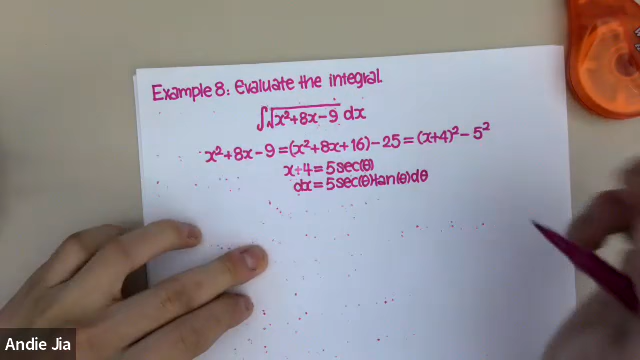 Example 8: Evaluate the integral.
∫√x²+8x-9 dx
x²+8x-9=(x²+8x+16)-25=(x+4)²-5²
x+4=5sec(θ)
dx=5sec(θ)tan(θ)dθ
Andie Jia